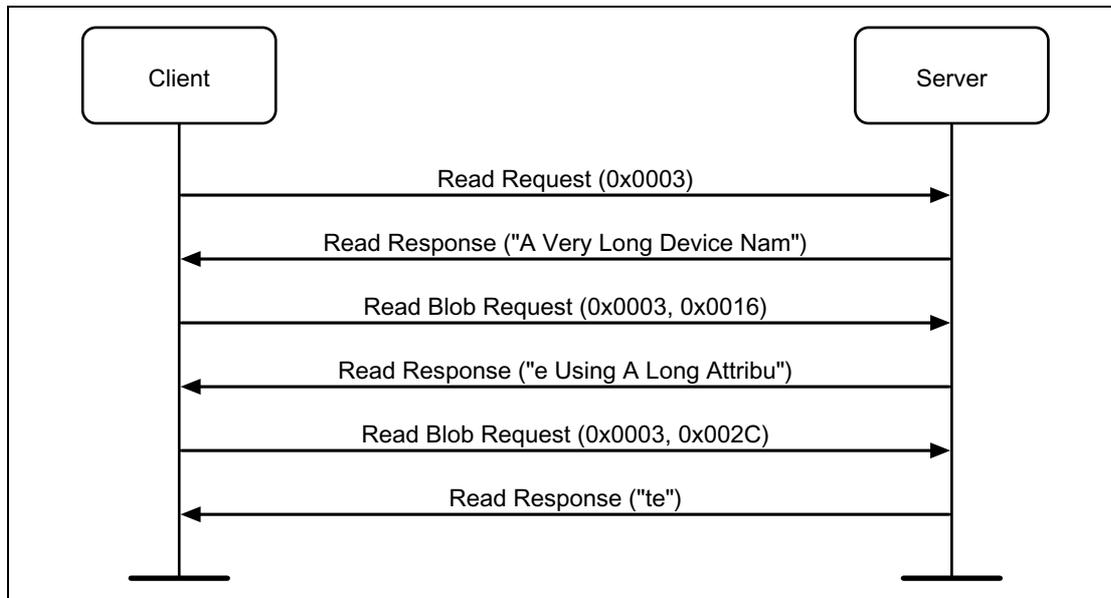 Client
Server
Read Request (0x0003)
Read Response ("A Very Long Device Nam")
Read Blob Request (0x0003, 0x0016)
Read Response ("e Using A Long Attribu")
Read Blob Request (0x0003, 0x002C)
Read Response ("te")